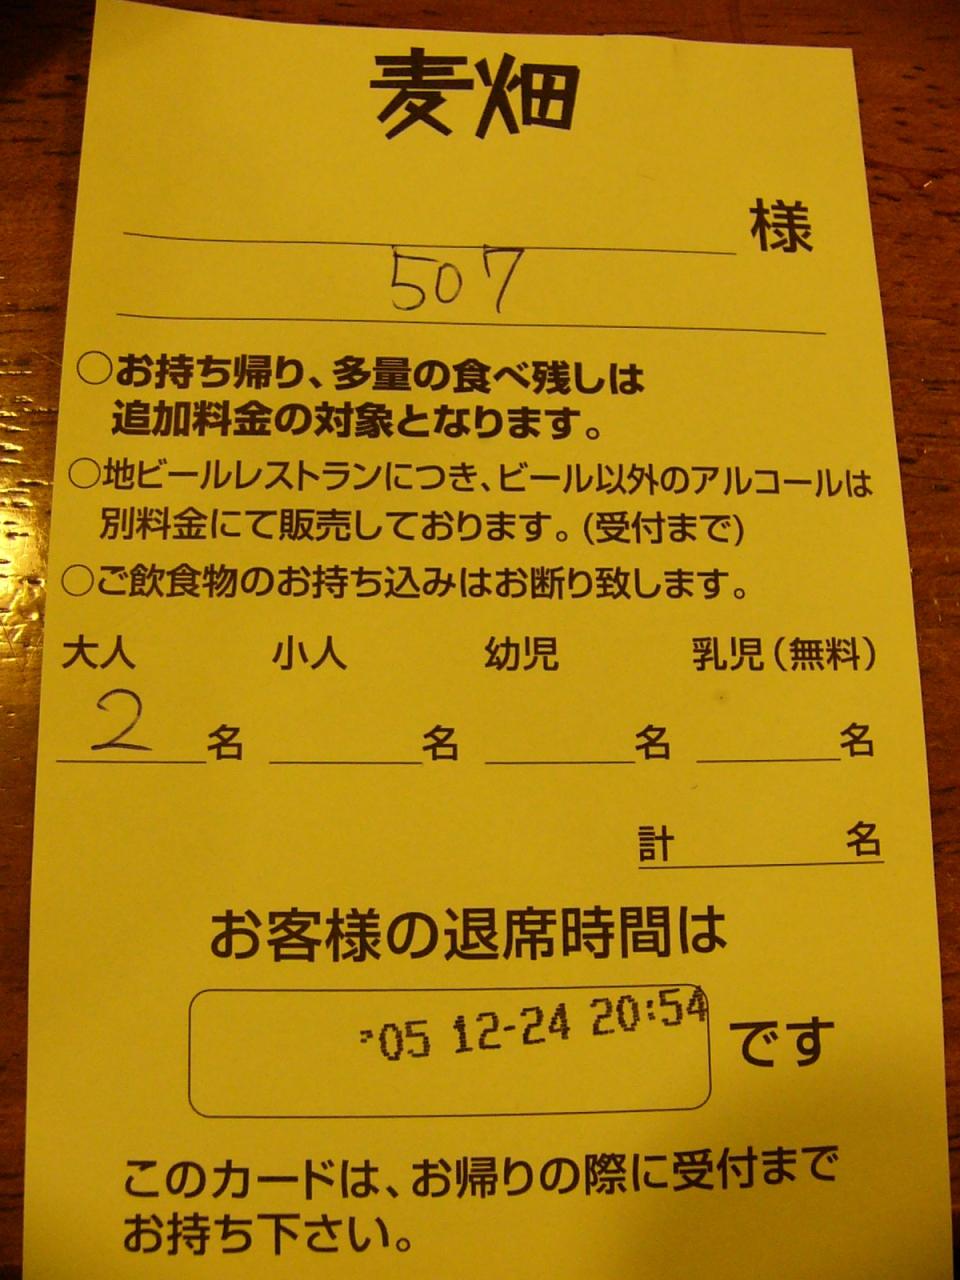 麦畑
様
507
○お持ち帰り、多量の食べ残しは
追加料金の対象となります。
○地ビールレストランにつき、ビール以外のアルコールは
別料金にて販売しております。(受付まで)
○ご飲食物のお持ち込みはお断り致します。
大人 小人 幼児 乳児(無料)
2名 名 名 名
計 名
お客様の退席時間は
'05 12-24 20:54 です
このカードは、お帰りの際に受付まで
お持ち下さい。